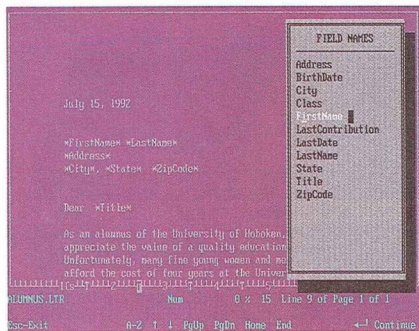 July 15, 1992
*FirstName* *LastName*
*Address*
*City*, *State* *ZipCode*
Dear *Title*
As an alumnus of the University of Hoboken,
appreciate the value of a quality education
Unfortunately, many fine young women and me
afford the cost of four years at the Univer
FIELD NAMES
Address
BirthDate
City
Class
FirstName
LastContribution
LastDate
LastName
State
Title
ZipCode
ALUMNUS.LTR Num 0% 15 Line 9 of Page 1 of 1
Esc-Exit A-Z ↑ ↓ PgUp PgDn Home End ↵ Continue